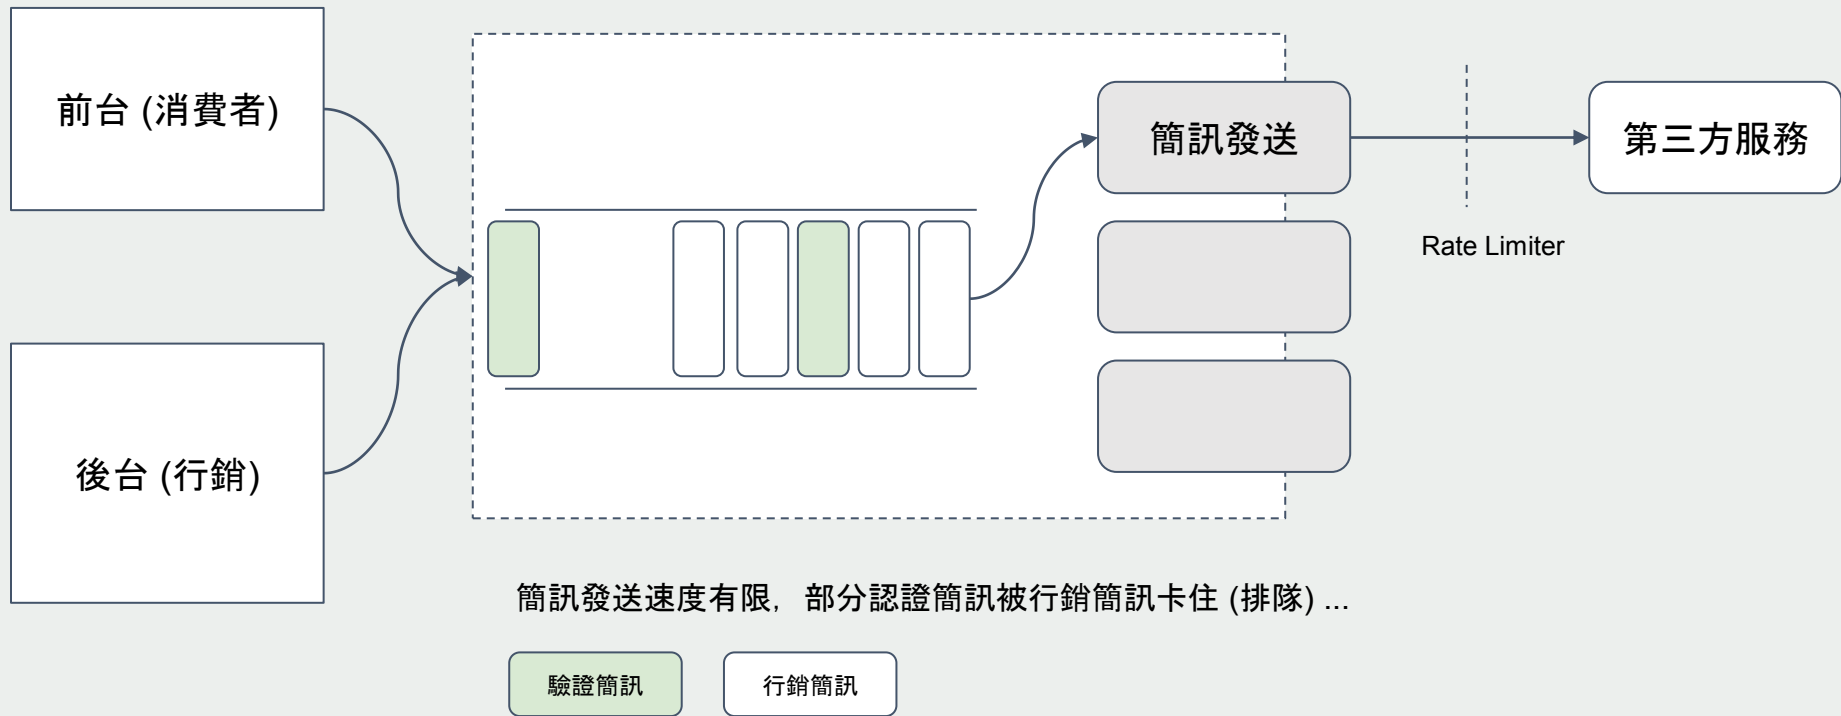 前台 (消費者)
簡訊發送
第三方服務
Rate Limiter
後台 (行銷)
簡訊發送速度有限，部分認證簡訊被行銷簡訊卡住 (排隊) ...
驗證簡訊
行銷簡訊